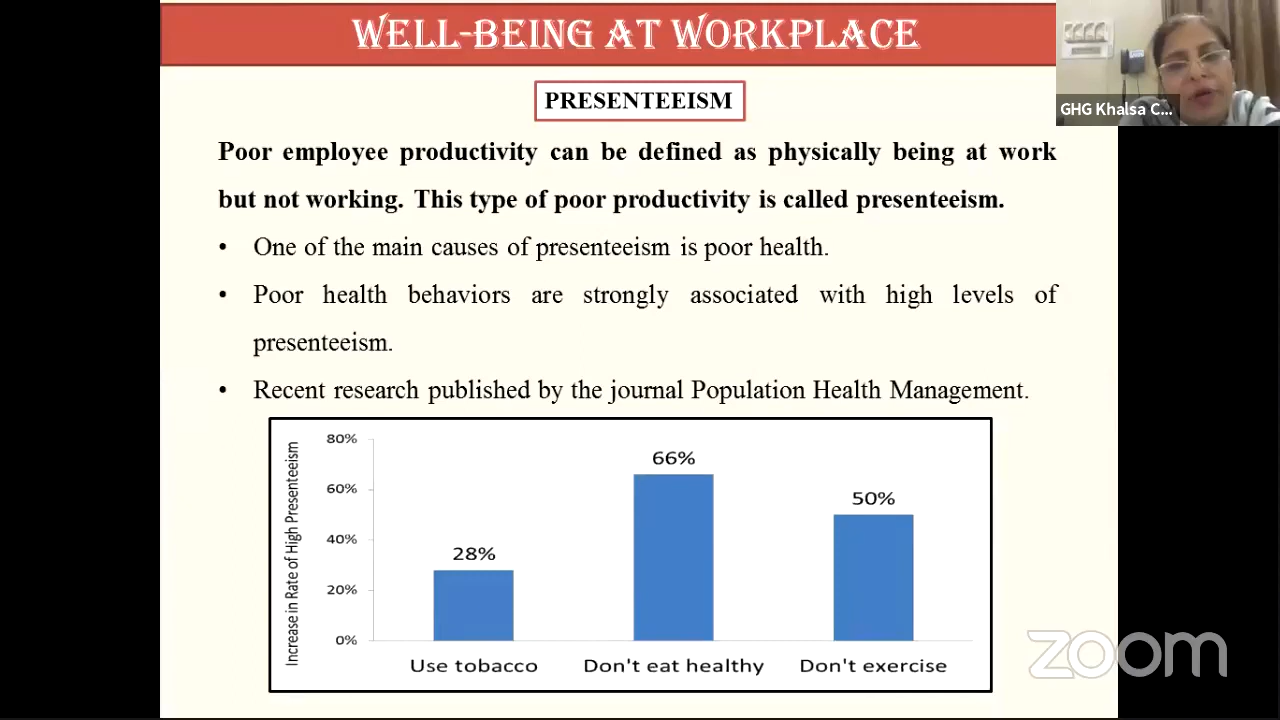 WELL-BEING AT WORKPLACE
GHG Khalsa C...
PRESENTEEISM
Poor employee productivity can be defined as physically being at work
but not working. This type of poor productivity is called presenteeism.
• One of the main causes of presenteeism is poor health.
• Poor health behaviors are strongly associated with high levels of
presenteeism.
• Recent research published by the journal Population Health Management.
Increase in Rate of High Presenteeism
80%
60%
40%
20%
0%
28%
66%
50%
Use tobacco
Don't eat healthy
Don't exercise
zoom